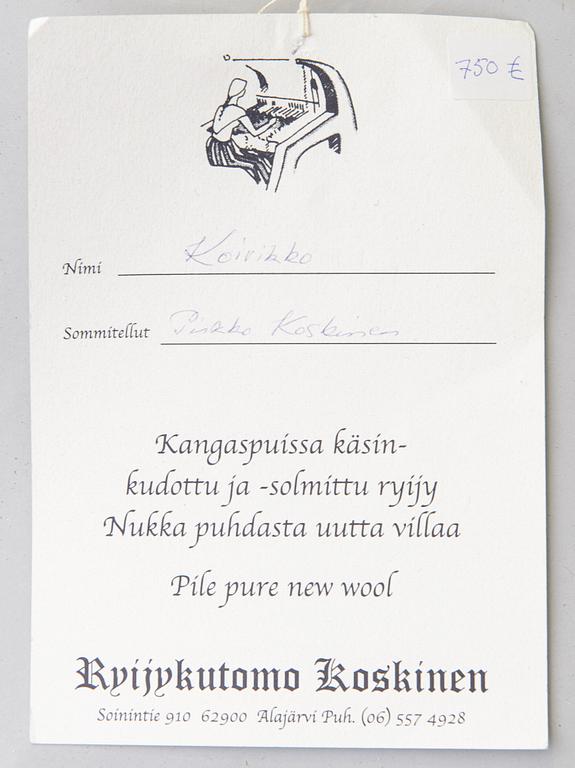 750 €
Nimi Koivikko
Sommitellut Pirkko Koskinen
Kangaspuissa käsin-
kudottu ja -solmittu ryijy
Nukka puhdasta uutta villaa
Pile pure new wool
Ryijykutomo Koskinen
Soinintie 910 62900 Alajärvi Puh. (06) 557 4928